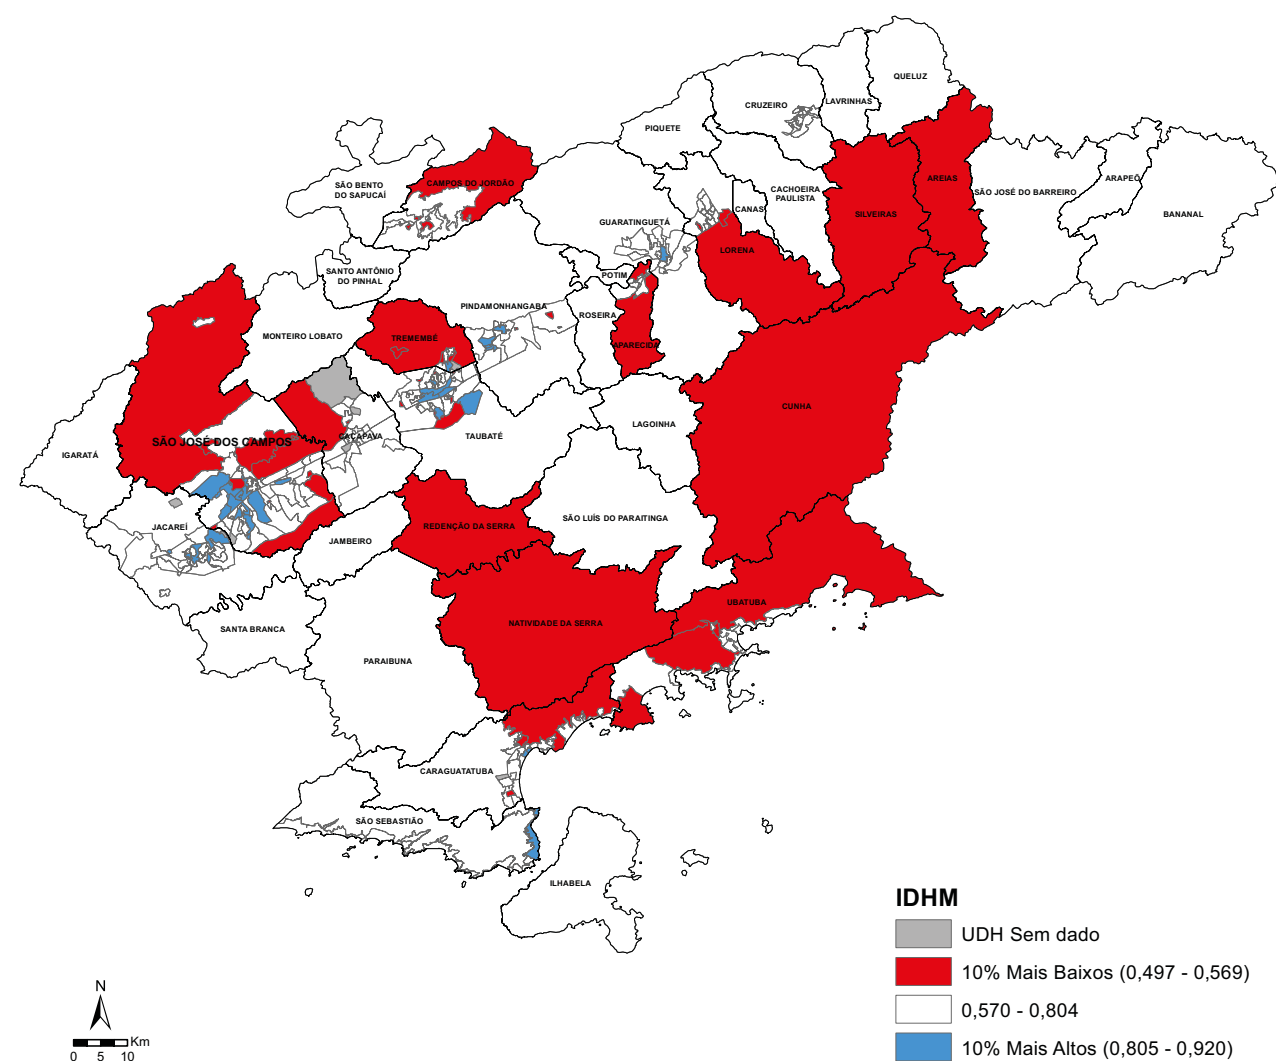 QUELUZ
LAVRINHAS
CRUZEIRO
PIQUETE
ARAPEÕ
CAMPOS DO JORDÃO
SÃO BENTO
DO SAPUCAÍ
AREIAS
SÃO JOSÉ DO BARREIRO
CACHOEIRA
PAULISTA
CANAS
SILVEIRAS
BANANAL
GUARATINGUETÁ
LORENA
SANTO ANTÔNIO
DO PINHAL
POTIM
PINDAMONHANGABA
ROSEIRA
MONTEIRO LOBATO
TREMEMBÉ
APARECIDA
CUNHA
LAGOINHA
TAUBATÉ
CAÇAPAVA
SÃO JOSÉ DOS CAMPOS
IGARATÁ
SÃO LUÍS DO PARAITINGA
REDENÇÃO DA SERRA
JACAREÍ
JAMBEIRO
UBATUBA
NATIVIDADE DA SERRA
SANTA BRANCA
PARAIBUNA
CARAGUATATUBA
SÃO SEBASTIÃO
ILHABELA
IDHM
UDH Sem dado
10% Mais Baixos (0,497 - 0,569)
0,570 - 0,804
10% Mais Altos (0,805 - 0,920)
N
Km
0 5 10